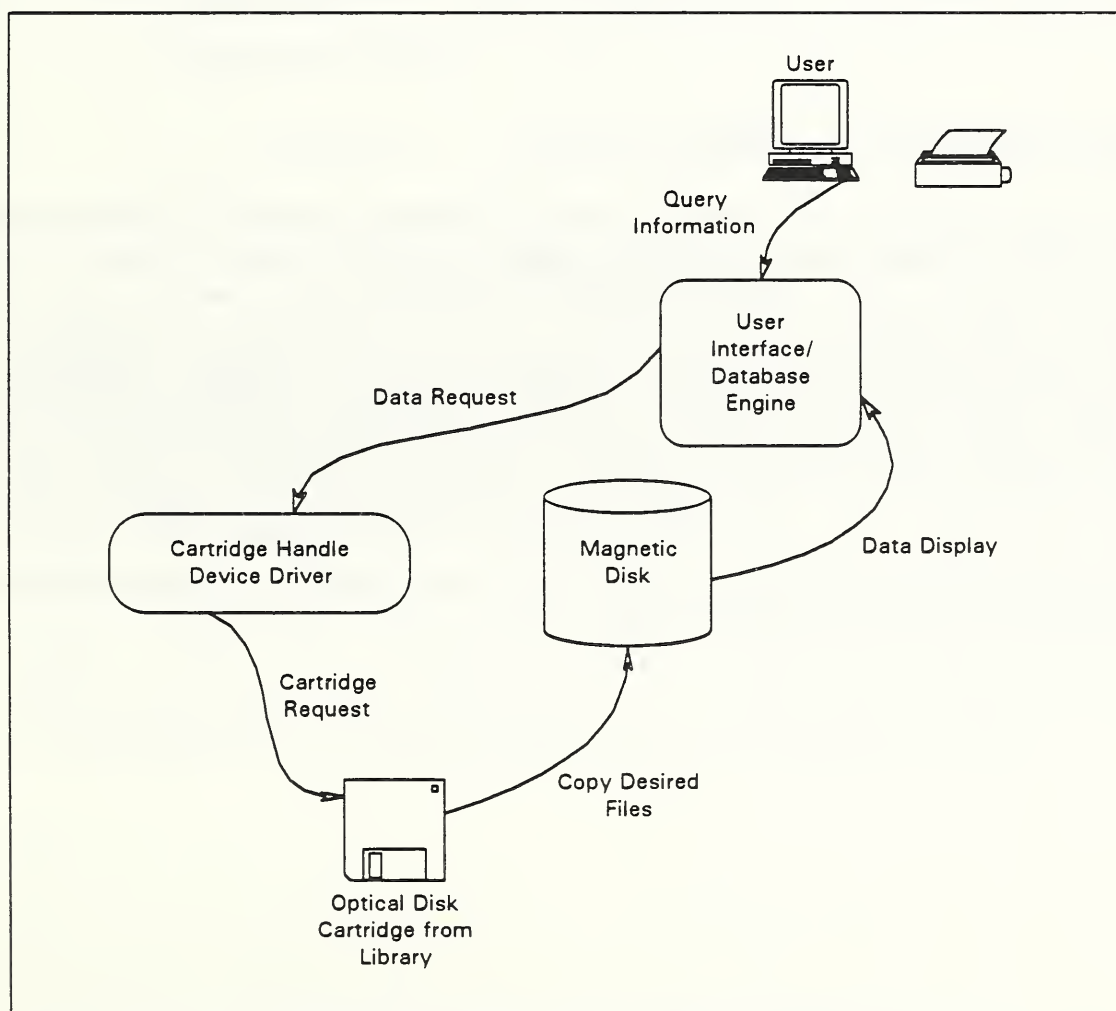 User
Query
Information
User
Interface/
Database
Engine
Data Request
Cartridge Handle
Device Driver
Magnetic
Disk
Data Display
Cartridge
Request
Copy Desired
Files
Optical Disk
Cartridge from
Library